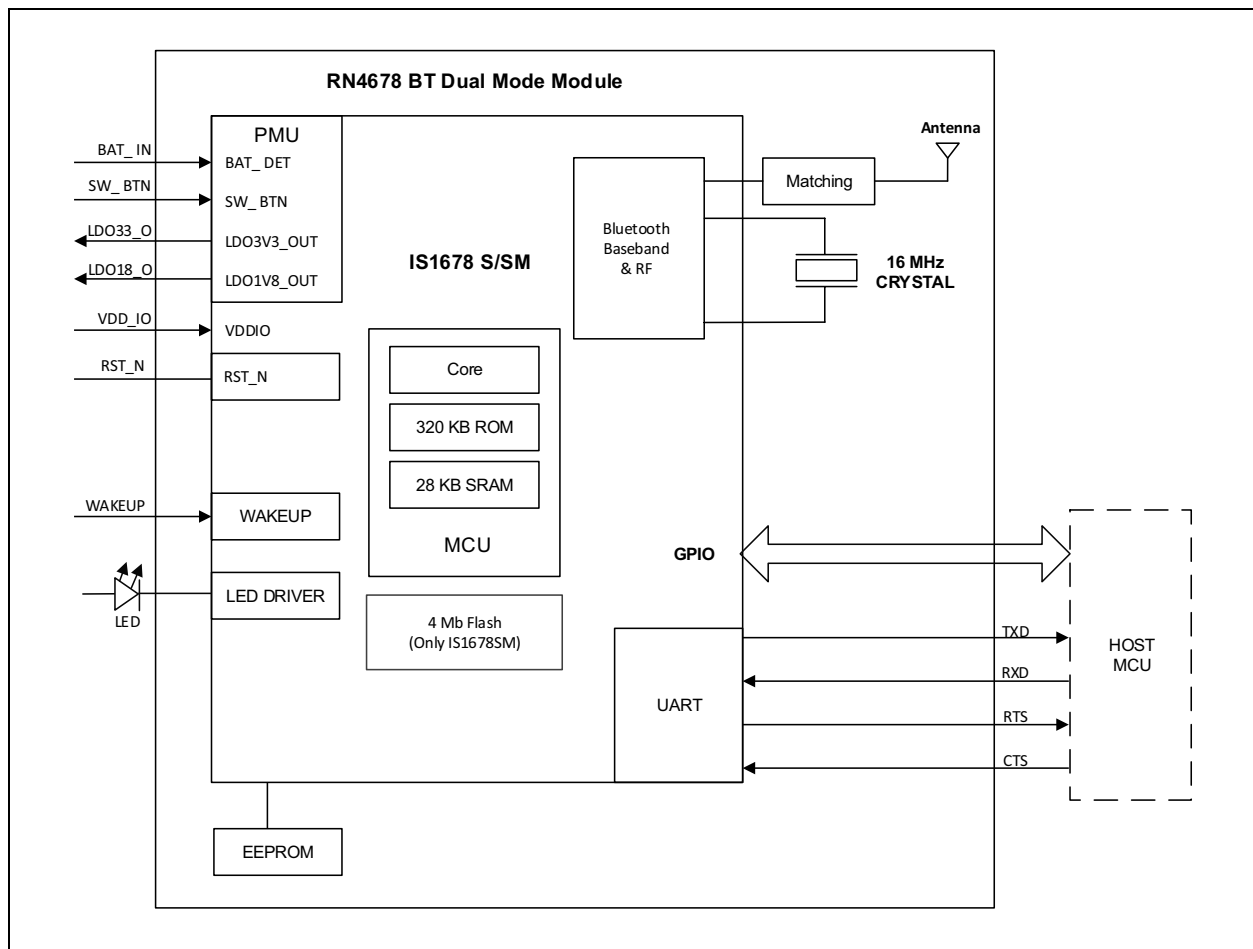 RN4678 BT Dual Mode Module
PMU
BAT_ IN
BAT_ DET
SW_ BTN
SW_ BTN
LDO33_O
LDO3V3_OUT
LDO18_O
LDO1V8_OUT
VDD_IO
VDDIO
RST_N
RST_N
WAKEUP
WAKEUP
LED DRIVER
LED
IS1678 S/SM
Core
320 KB ROM
28 KB SRAM
MCU
4 Mb Flash
(Only IS1678SM)
Bluetooth
Baseband
& RF
Matching
Antenna
16 MHz
CRYSTAL
GPIO
UART
TXD
RXD
RTS
CTS
HOST
MCU
EEPROM